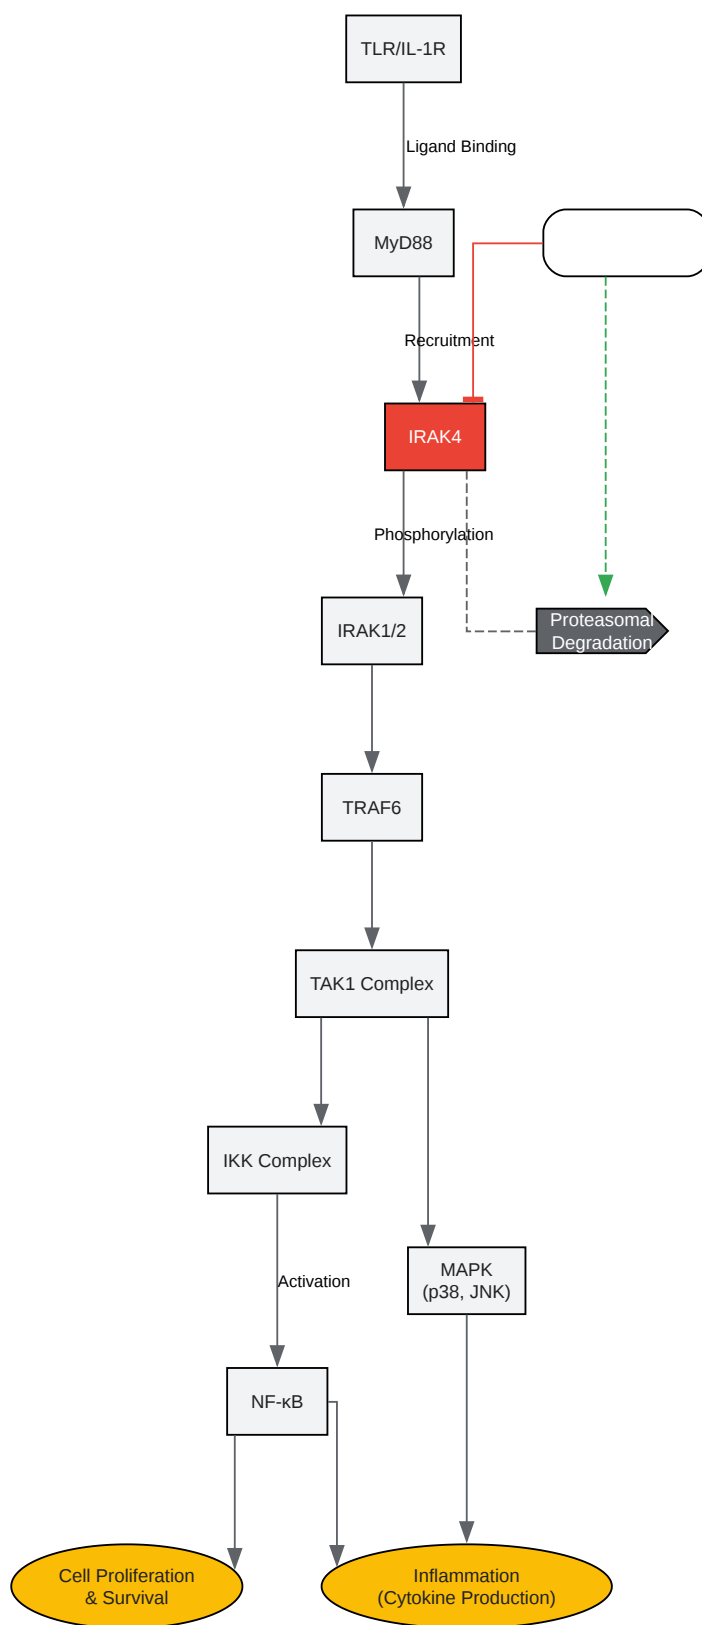 TLR/IL-1R
Ligand Binding
MyD88
Recruitment
IRAK4
Phosphorylation
IRAK1/2
Proteasomal
Degradation
TRAF6
TAK1 Complex
IKK Complex
MAPK
(p38, JNK)
Activation
NF-κB
Cell Proliferation
& Survival
Inflammation
(Cytokine Production)